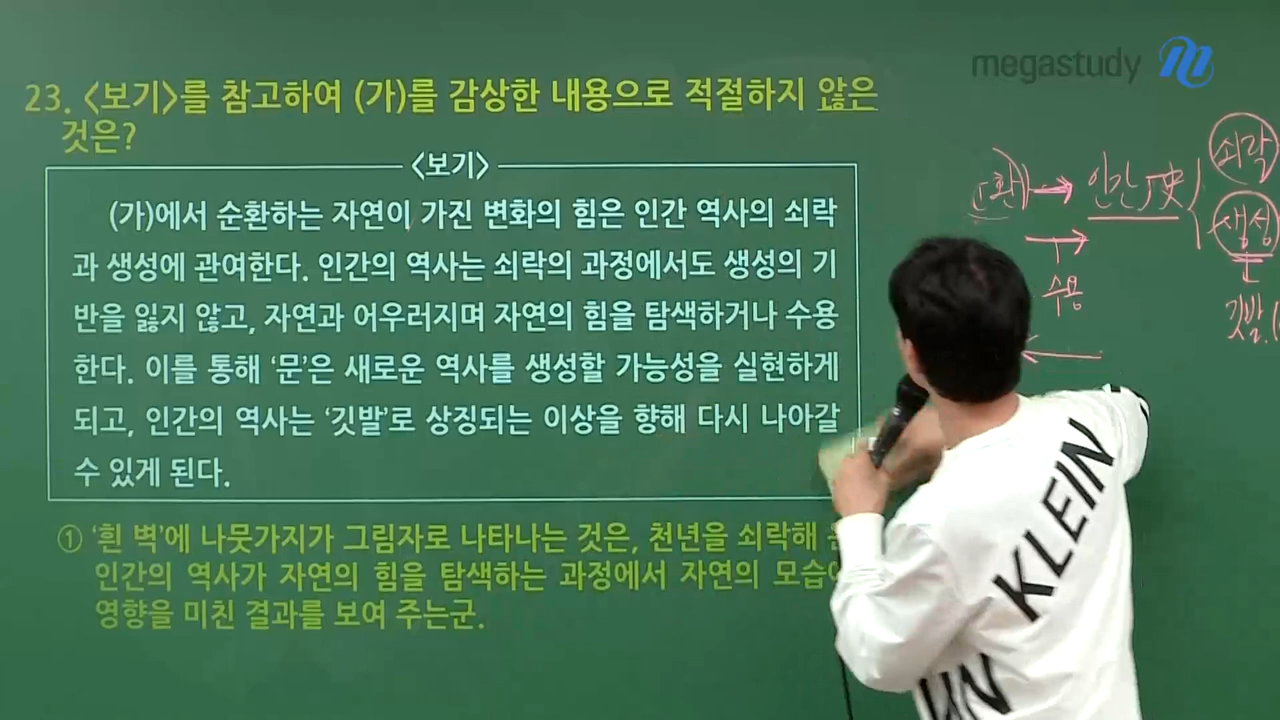 megastudy
23. <보기>를 참고하여 (가)를 감상한 내용으로 적절하지 않은
것은?
<보기>
(가)에서 순환하는 자연이 가진 변화의 힘은 인간 역사의 쇠락
과 생성에 관여한다. 인간의 역사는 쇠락의 과정에서도 생성의 기
반을 잃지 않고, 자연과 어우러지며 자연의 힘을 탐색하거나 수용
한다. 이를 통해 ‘문’은 새로운 역사를 생성할 가능성을 실현하게
되고, 인간의 역사는 ‘깃발’로 상징되는 이상을 향해 다시 나아갈
수 있게 된다.
① ‘흰 벽’에 나뭇가지가 그림자로 나타나는 것은, 천년을 쇠락해
인간의 역사가 자연의 힘을 탐색하는 과정에서 자연의 모습에
영향을 미친 결과를 보여 주는군.
쇠락
환 → 인간 史
생성
수용
깃발
KLEIN